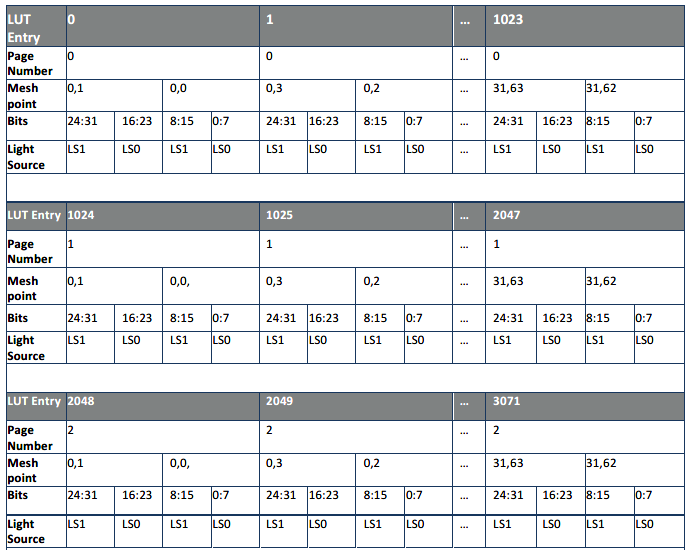 LUT Entry 0 1 ... 1023
Page Number 0 0 ... 0
Mesh point 0,1 0,0 0,3 0,2 ... 31,63 31,62
Bits 24:31 16:23 8:15 0:7 24:31 16:23 8:15 0:7 ... 24:31 16:23 8:15 0:7
Light Source LS1 LS0 LS1 LS0 LS1 LS0 LS1 LS0 ... LS1 LS0 LS1 LS0
LUT Entry 1024 1025 ... 2047
Page Number 1 1 ... 1
Mesh point 0,1 0,0, 0,3 0,2 ... 31,63 31,62
Bits 24:31 16:23 8:15 0:7 24:31 16:23 8:15 0:7 ... 24:31 16:23 8:15 0:7
Light Source LS1 LS0 LS1 LS0 LS1 LS0 LS1 LS0 ... LS1 LS0 LS1 LS0
LUT Entry 2048 2049 ... 3071
Page Number 2 2 ... 2
Mesh point 0,1 0,0, 0,3 0,2 ... 31,63 31,62
Bits 24:31 16:23 8:15 0:7 24:31 16:23 8:15 0:7 ... 24:31 16:23 8:15 0:7
Light Source LS1 LS0 LS1 LS0 LS1 LS0 LS1 LS0 ... LS1 LS0 LS1 LS0